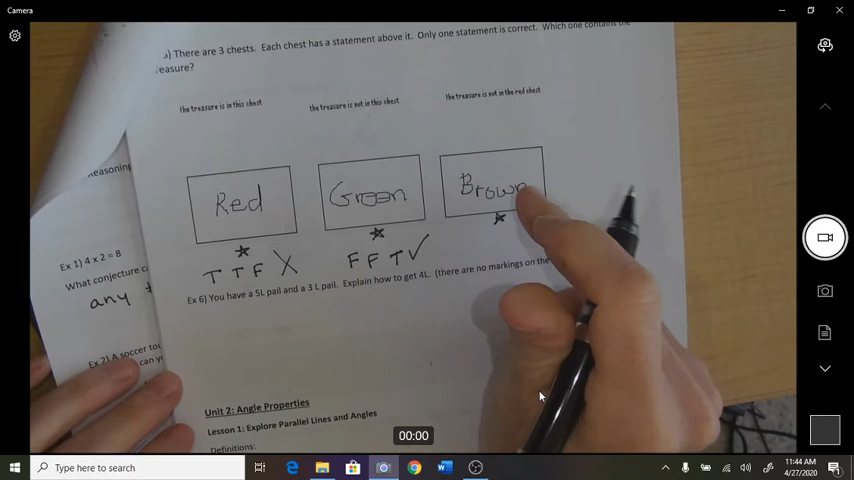 Camera
) There are 3 chests. Each chest has a statement above it. Only one statement is correct. Which one contains the
easure?
the treasure is in this chest
the treasure is not in this chest
the treasure is not in the red chest
easoning
Red
Green
Brown
T T F X
F F T ✓
Ex 1) 4 x 2 = 8
What conjecture ca
any
Ex 6) You have a 5L pail and a 3 L pail. Explain how to get 4L. (there are no markings on the
Ex 2) A soccer tou
can you
Unit 2: Angle Properties
Lesson 1: Explore Parallel Lines and Angles
Definitions:
00:00
Type here to search
11:44 AM
4/27/2020